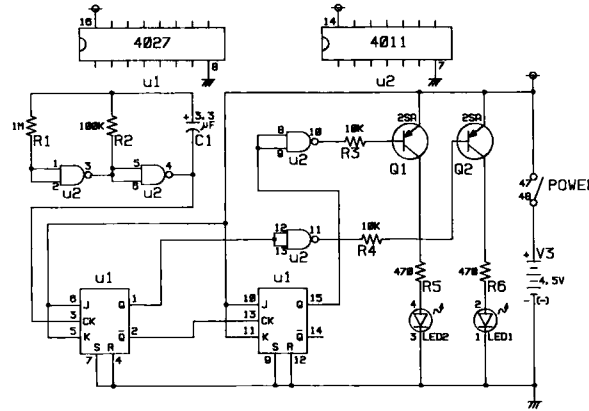 16
4027
8
u1
14
4011
7
u2
1M
R1
100K
R2
+ 3.3
µF
C1
1
2
3
u2
5
6
4
u2
8
9
10
u2
10K
R3
2SA
Q1
2SA
Q2
47
48
POWER
12
13
11
u2
10K
R4
470
R5
470
R6
+
V3
4.5V
(-)
u1
6
J
Q
1
3
CK
5
K
Q
2
S
R
7
4
u1
10
J
Q
15
13
CK
11
K
Q
14
S
R
9
12
4
3
LED2
2
1
LED1